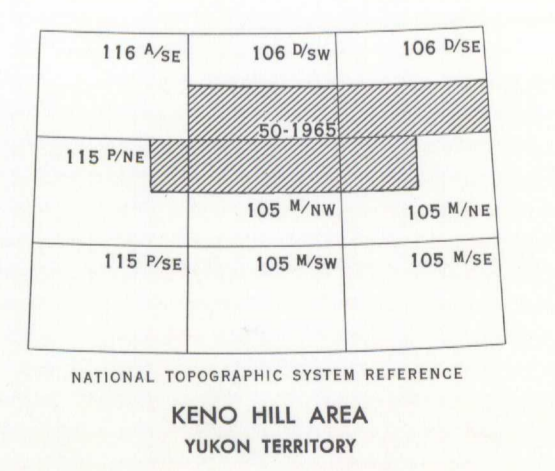 116 A/SE
106 D/SW
106 D/SE
50-1965
115 P/NE
105 M/NW
105 M/NE
115 P/SE
105 M/SW
105 M/SE
NATIONAL TOPOGRAPHIC SYSTEM REFERENCE
KENO HILL AREA
YUKON TERRITORY